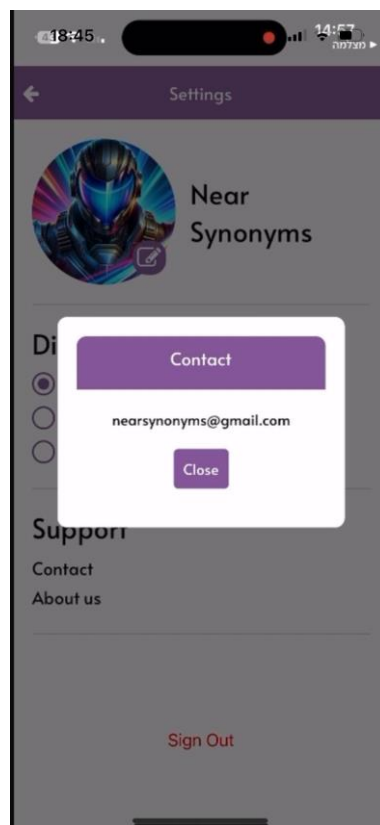 18:45
14:57
מצלמה ◄
Settings
Near
Synonyms
Di
Contact
nearsynonyms@gmail.com
Close
Support
Contact
About us
Sign Out